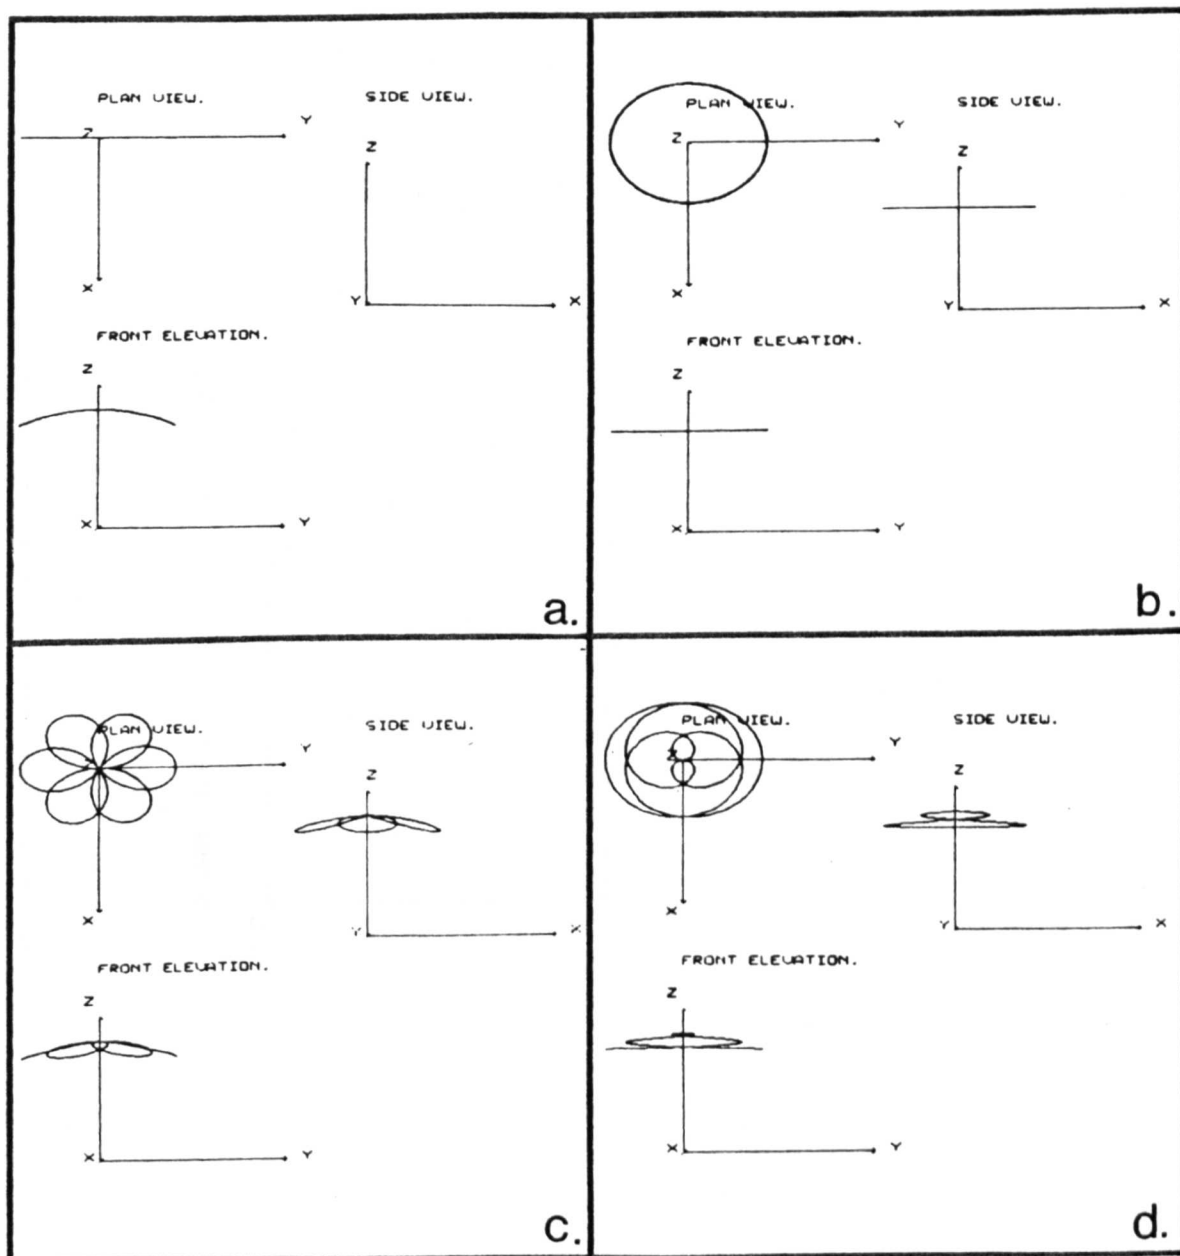 PLAN VIEW.
SIDE VIEW.
Z
Y
Z
X
Y
X
FRONT ELEVATION.
Z
X
Y
a.
PLAN VIEW.
SIDE VIEW.
Z
Y
Z
X
Y
X
FRONT ELEVATION.
Z
X
Y
b.
PLAN VIEW.
SIDE VIEW.
Z
Y
Z
X
Y
X
FRONT ELEVATION.
Z
X
Y
c.
PLAN VIEW.
SIDE VIEW.
Z
Y
Z
X
Y
X
FRONT ELEVATION.
Z
X
Y
d.